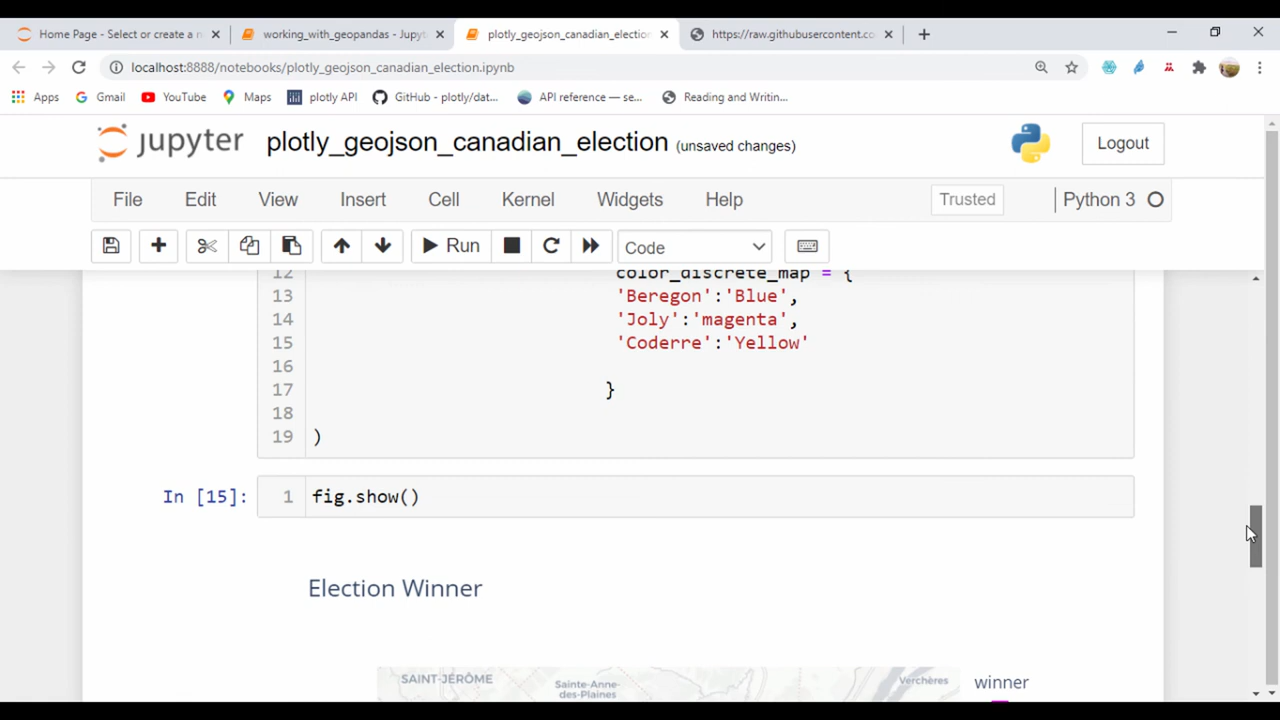 Home Page - Select or create a n
working_with_geopandas - Jupyt
plotly_geojson_canadian_election
https://raw.githubusercontent.co
localhost:8888/notebooks/plotly_geojson_canadian_election.ipynb
Apps
Gmail
YouTube
Maps
plotly API
GitHub - plotly/dat...
API reference — se...
Reading and Writin...
jupyter
plotly_geojson_canadian_election (unsaved changes)
Logout
File
Edit
View
Insert
Cell
Kernel
Widgets
Help
Trusted
Python 3
Run
Code
12 color_discrete_map = {
13 'Beregon':'Blue',
14 'Joly':'magenta',
15 'Coderre':'Yellow'
16
17 }
18
19 )
In [15]: 1 fig.show()
Election Winner
SAINT-JÉRÔME
Sainte-Anne-
des-Plaines
Verchères
winner